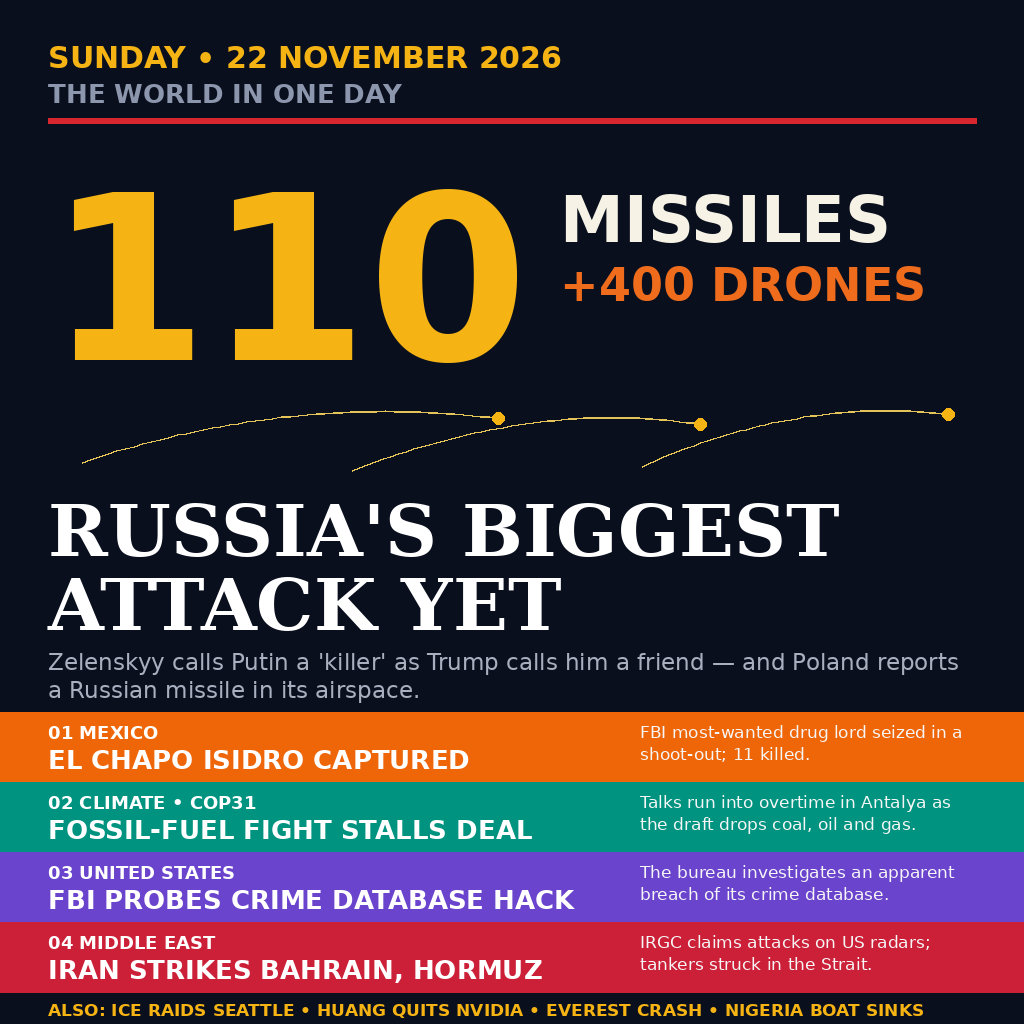 SUNDAY • 22 NOVEMBER 2026
THE WORLD IN ONE DAY
110
MISSILES
+400 DRONES
RUSSIA'S BIGGEST
ATTACK YET
Zelenskyy calls Putin a 'killer' as Trump calls him a friend — and Poland reports
a Russian missile in its airspace.
01 MEXICO
EL CHAPO ISIDRO CAPTURED
FBI most-wanted drug lord seized in a
shoot-out; 11 killed.
02 CLIMATE • COP31
FOSSIL-FUEL FIGHT STALLS DEAL
Talks run into overtime in Antalya as
the draft drops coal, oil and gas.
03 UNITED STATES
FBI PROBES CRIME DATABASE HACK
The bureau investigates an apparent
breach of its crime database.
04 MIDDLE EAST
IRAN STRIKES BAHRAIN, HORMUZ
IRGC claims attacks on US radars;
tankers struck in the Strait.
ALSO: ICE RAIDS SEATTLE • HUANG QUITS NVIDIA • EVEREST CRASH • NIGERIA BOAT SINKS